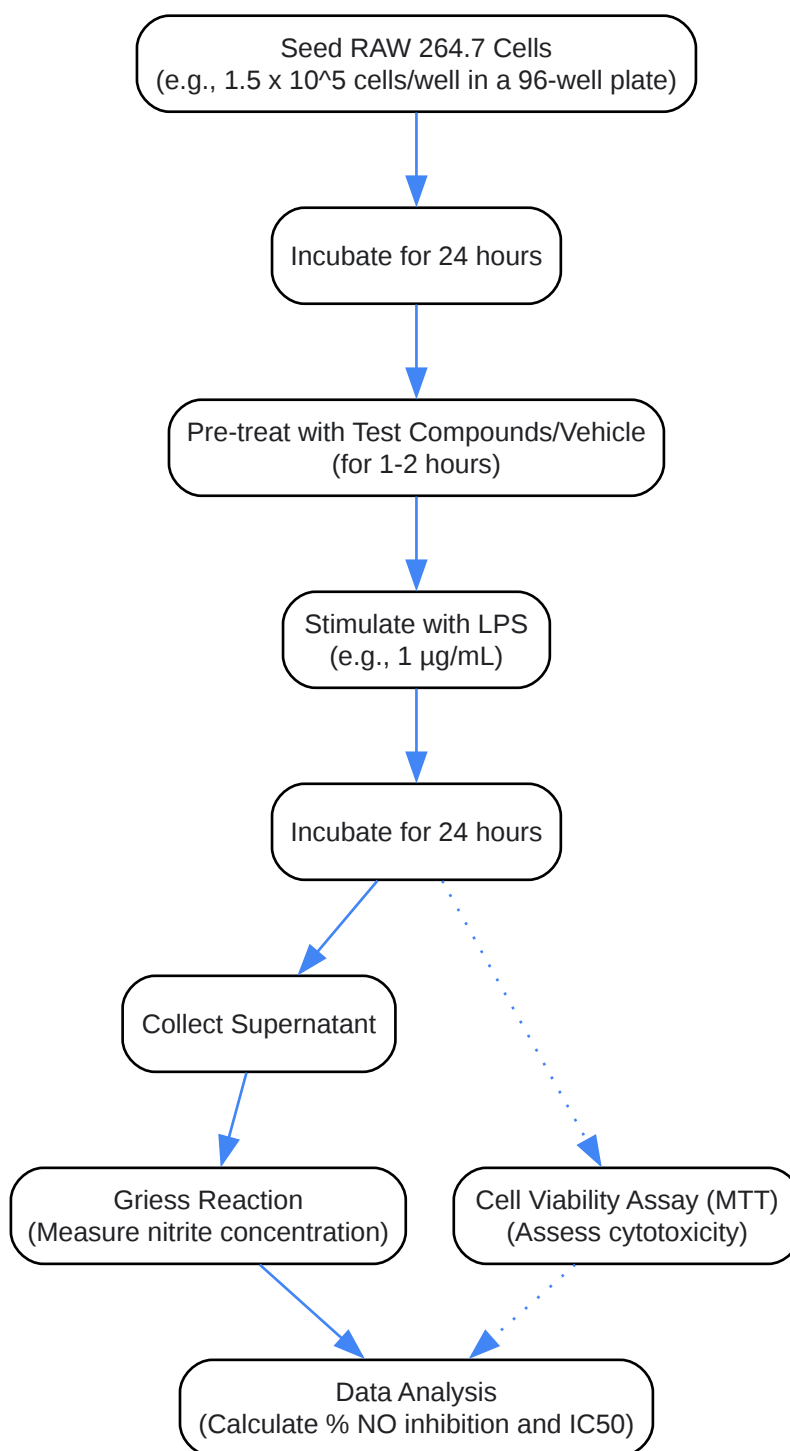 Seed RAW 264.7 Cells
(e.g., 1.5 x 10^5 cells/well in a 96-well plate)
Incubate for 24 hours
Pre-treat with Test Compounds/Vehicle
(for 1-2 hours)
Stimulate with LPS
(e.g., 1 µg/mL)
Incubate for 24 hours
Collect Supernatant
Griess Reaction
(Measure nitrite concentration)
Cell Viability Assay (MTT)
(Assess cytotoxicity)
Data Analysis
(Calculate % NO inhibition and IC50)